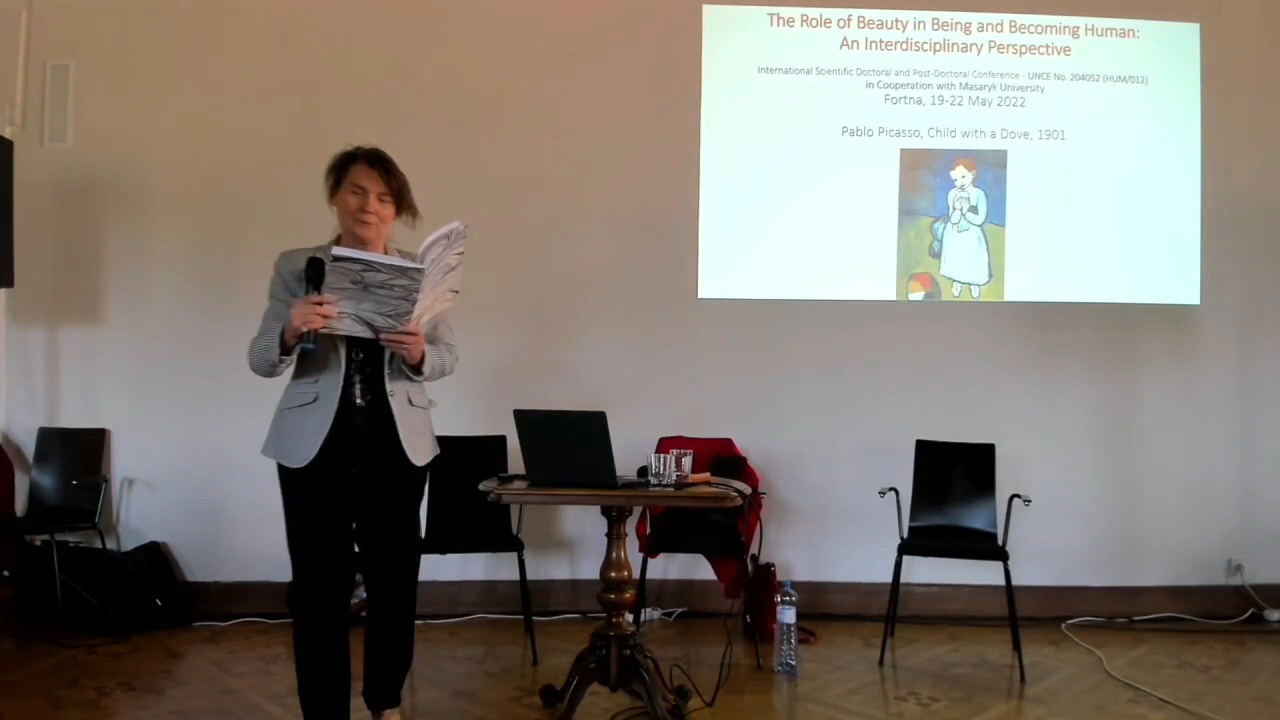 The Role of Beauty in Being and Becoming Human:
An Interdisciplinary Perspective
International Scientific Doctoral and Post-Doctoral Conference - UNCE No. 204052 (HUM/012)
in Cooperation with Masaryk University
Fortna, 19-22 May 2022
Pablo Picasso, Child with a Dove, 1901